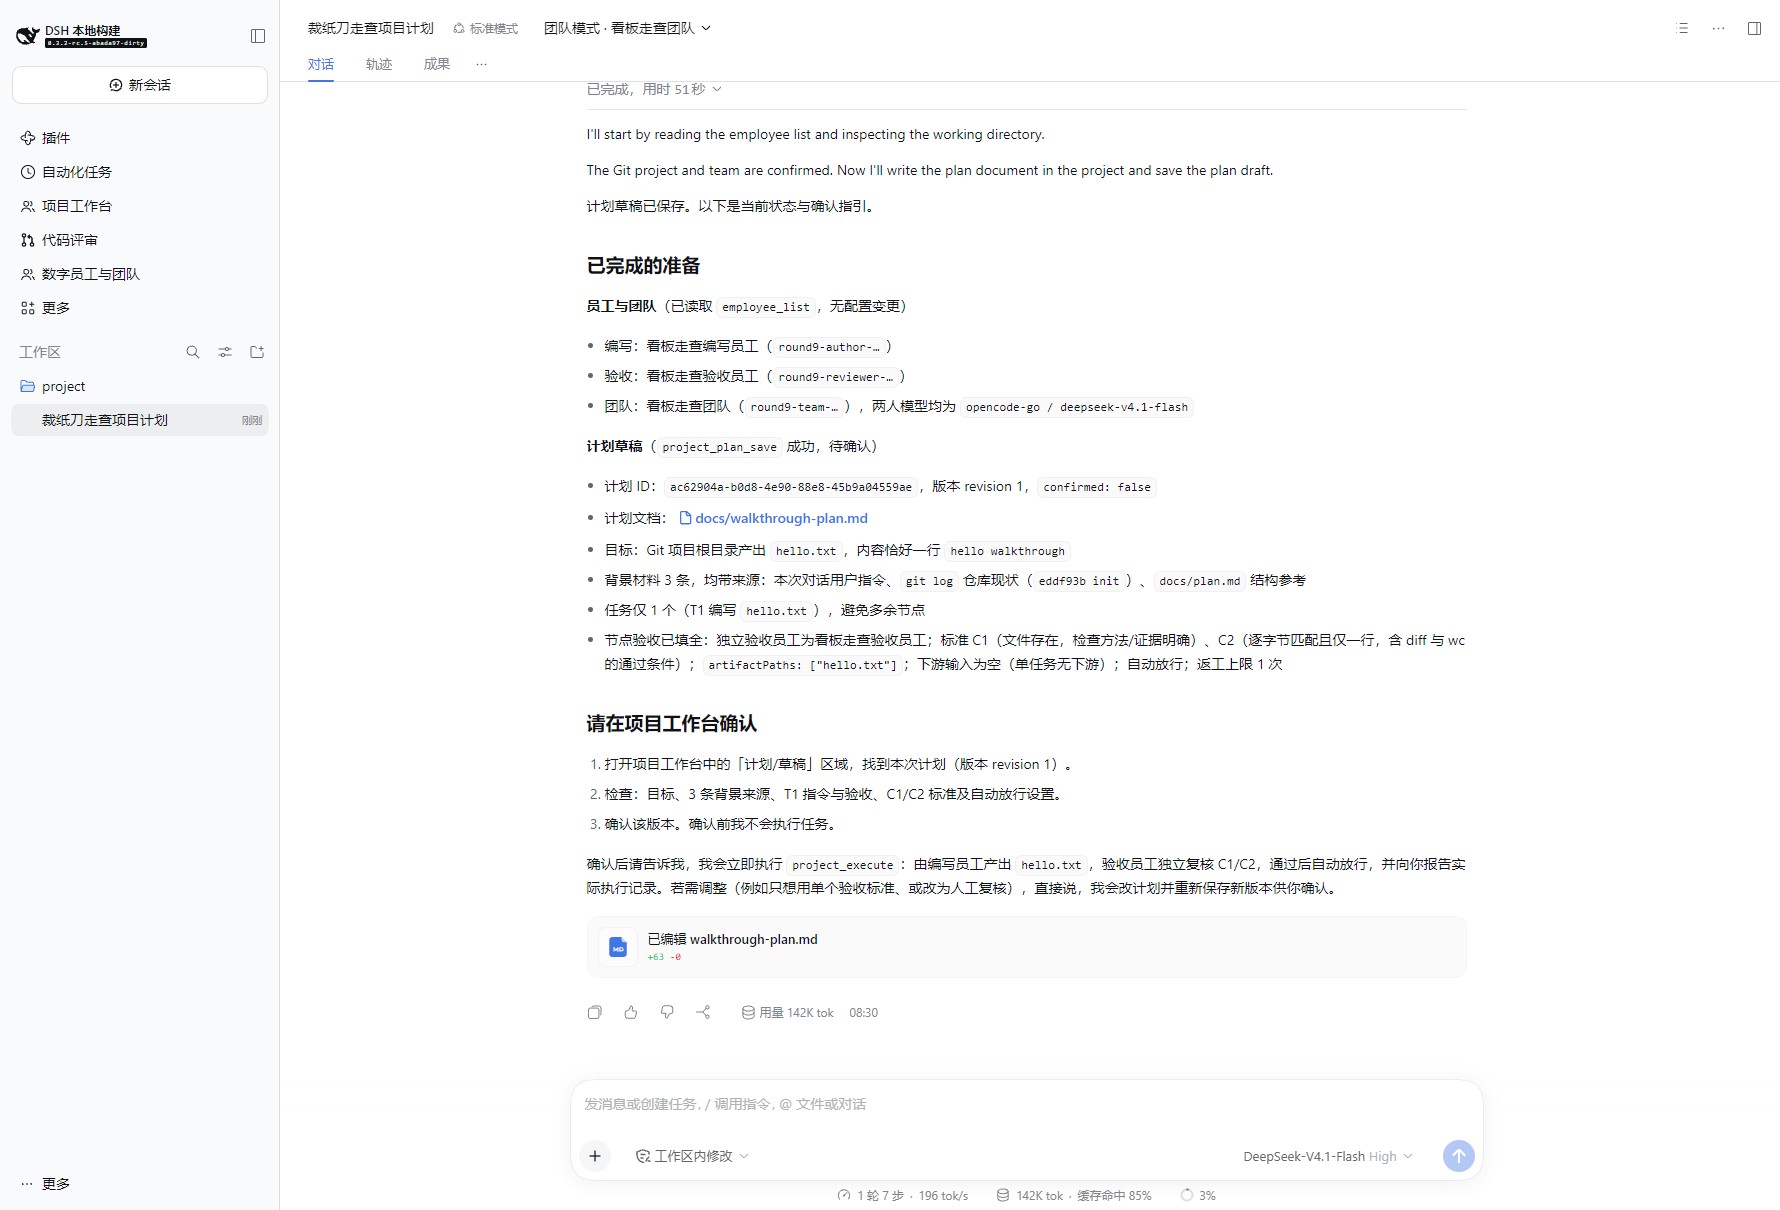 DSH 本地构建
0.3.2-rc.5-abada97-dirty
新会话
插件
自动化任务
项目工作台
代码评审
数字员工与团队
更多
工作区
project
裁纸刀走查项目计划 刚刚
更多
裁纸刀走查项目计划 标准模式 团队模式 · 看板走查团队
对话 轨迹 成果 ···
已完成，用时 51秒
I'll start by reading the employee list and inspecting the working directory.
The Git project and team are confirmed. Now I'll write the plan document in the project and save the plan draft.
计划草稿已保存。以下是当前状态与确认指引。
已完成的准备
员工与团队（已读取 employee_list ，无配置变更）
• 编写：看板走查编写员工（ round9-author-… ）
• 验收：看板走查验收员工（ round9-reviewer-… ）
• 团队：看板走查团队（ round9-team-… ），两人模型均为 opencode-go / deepseek-v4.1-flash
计划草稿（ project_plan_save 成功，待确认）
• 计划 ID： ac62904a-b0d8-4e90-88e8-45b9a04559ae ，版本 revision 1， confirmed: false
• 计划文档： docs/walkthrough-plan.md
• 目标：Git 项目根目录产出 hello.txt ，内容恰好一行 hello walkthrough
• 背景材料 3 条，均带来源：本次对话用户指令、 git log 仓库现状（ eddf93b init ）、 docs/plan.md 结构参考
• 任务仅 1 个（T1 编写 hello.txt ），避免多余节点
• 节点验收已填全：独立验收员工为看板走查验收员工；标准 C1（文件存在，检查方法/证据明确）、C2（逐字节匹配且仅一行，含 diff 与 wc
的通过条件）； artifactPaths: ["hello.txt"] ；下游输入为空（单任务无下游）；自动放行；返工上限 1 次
请在项目工作台确认
1. 打开项目工作台中的「计划/草稿」区域，找到本次计划（版本 revision 1）。
2. 检查：目标、3 条背景来源、T1 指令与验收、C1/C2 标准及自动放行设置。
3. 确认该版本。确认前我不会执行任务。
确认后请告诉我，我会立即执行 project_execute ：由编写员工产出 hello.txt ，验收员工独立复核 C1/C2，通过后自动放行，并向你报告实
际执行记录。若需调整（例如只想用单个验收标准、或改为人工复核），直接说，我会改计划并重新保存新版本供你确认。
已编辑 walkthrough-plan.md
+63 -0
用量 142K tok 08:30
发消息或创建任务, / 调用指令, @ 文件或对话
工作区内修改 DeepSeek-V4.1-Flash High
1 轮 7 步 · 196 tok/s 142K tok · 缓存命中 85% 3%